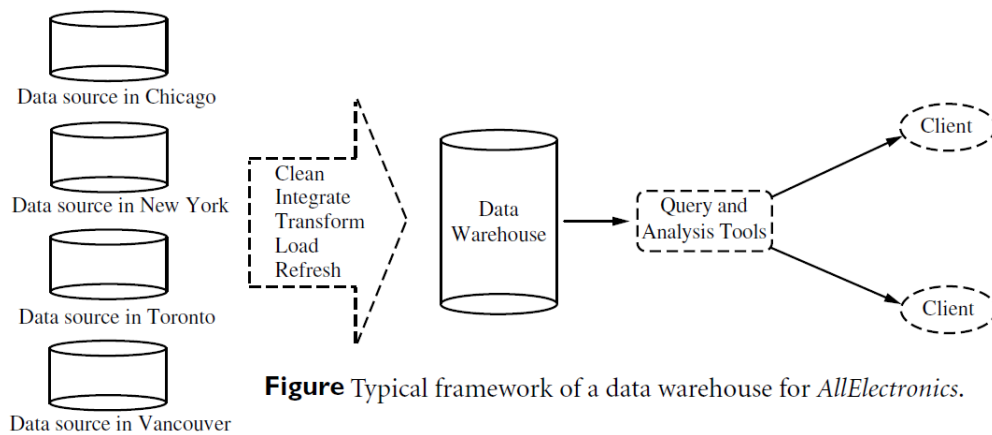 Data source in Chicago
Data source in New York
Data source in Toronto
Data source in Vancouver
Clean
Integrate
Transform
Load
Refresh
Data
Warehouse
Query and
Analysis Tools
Client
Client
Figure Typical framework of a data warehouse for AllElectronics.